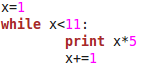 x=1
while x<11:
        print x*5
        x+=1